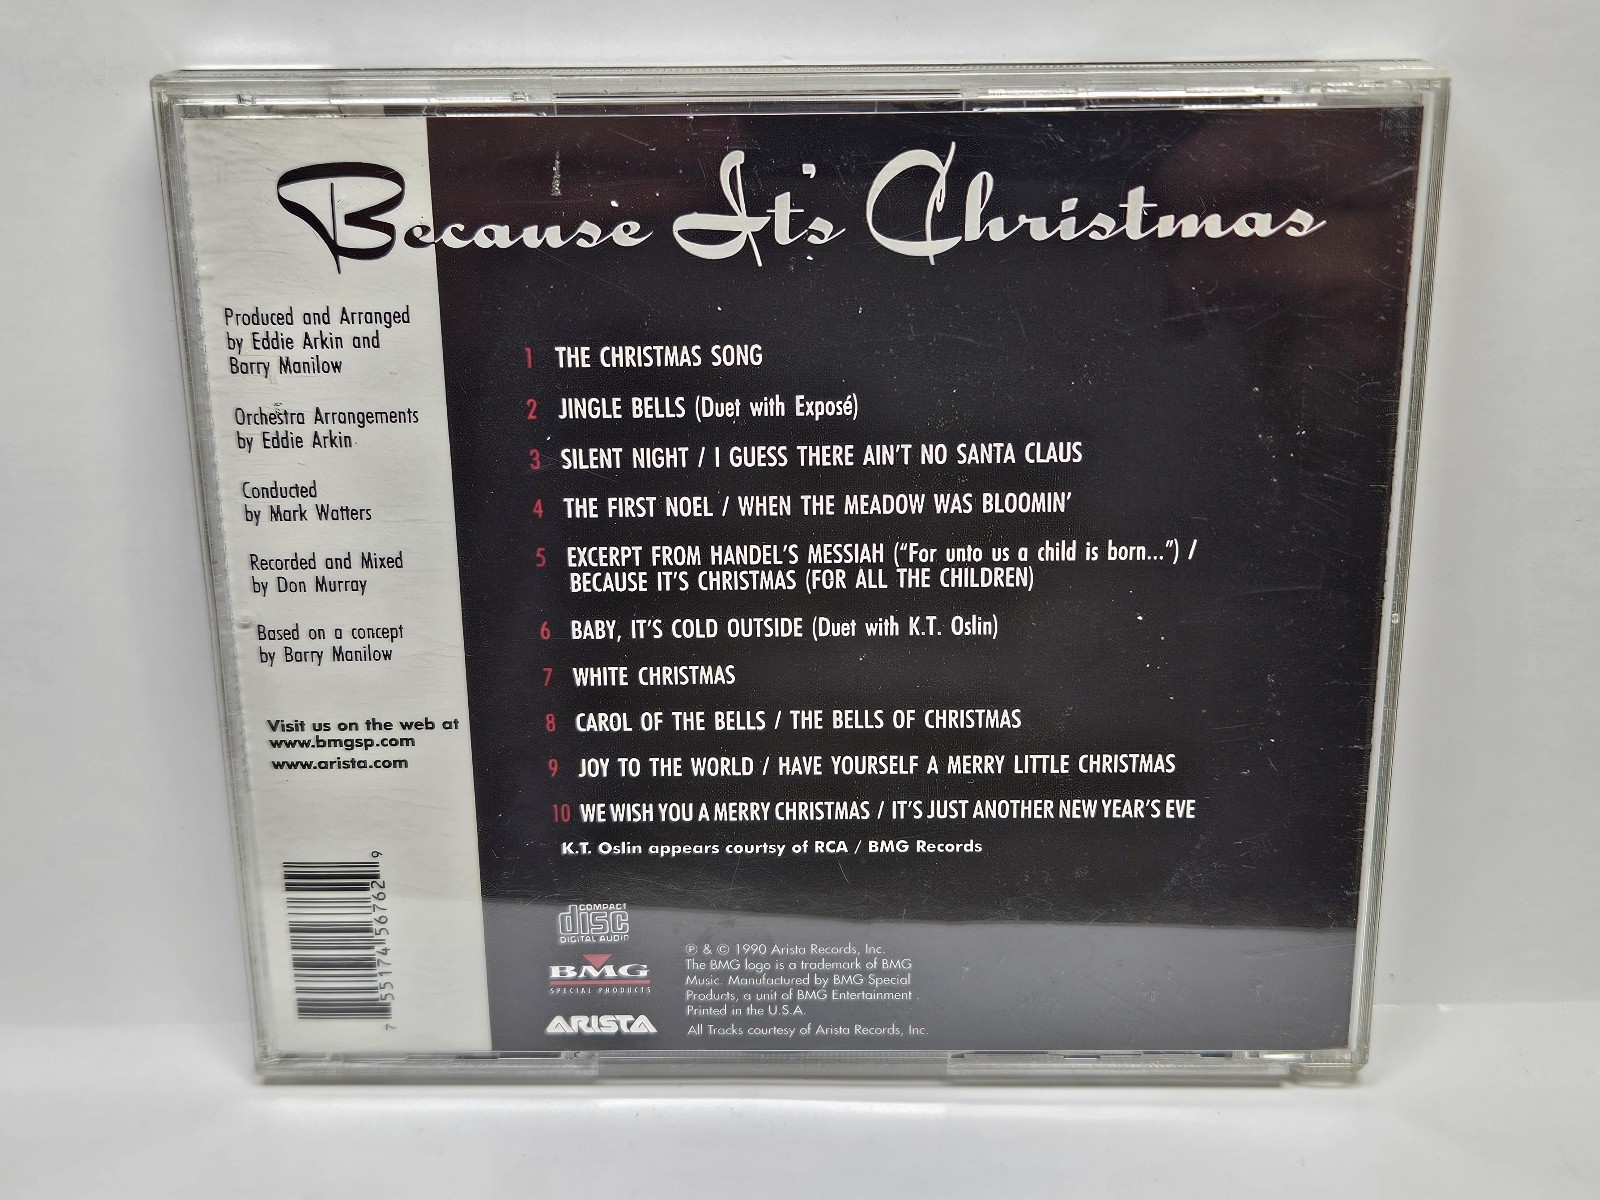 Because It's Christmas
Produced and Arranged
by Eddie Arkin and
Barry Manilow
Orchestra Arrangements
by Eddie Arkin
Conducted
by Mark Watters
Recorded and Mixed
by Don Murray
Based on a concept
by Barry Manilow
Visit us on the web at
www.bmgsp.com
www.arista.com
1 THE CHRISTMAS SONG
2 JINGLE BELLS (Duet with Exposé)
3 SILENT NIGHT / I GUESS THERE AIN'T NO SANTA CLAUS
4 THE FIRST NOEL / WHEN THE MEADOW WAS BLOOMIN'
5 EXCERPT FROM HANDEL'S MESSIAH ("For unto us a child is born...") /
BECAUSE IT'S CHRISTMAS (FOR ALL THE CHILDREN)
6 BABY, IT'S COLD OUTSIDE (Duet with K.T. Oslin)
7 WHITE CHRISTMAS
8 CAROL OF THE BELLS / THE BELLS OF CHRISTMAS
9 JOY TO THE WORLD / HAVE YOURSELF A MERRY LITTLE CHRISTMAS
10 WE WISH YOU A MERRY CHRISTMAS / IT'S JUST ANOTHER NEW YEAR'S EVE
K.T. Oslin appears courtsy of RCA / BMG Records
7 55174 56762 9
COMPACT
disc
DIGITAL AUDIO
BMG
SPECIAL PRODUCTS
ARISTA
℗ & © 1990 Arista Records, Inc.
The BMG logo is a trademark of BMG
Music. Manufactured by BMG Special
Products, a unit of BMG Entertainment.
Printed in the U.S.A.
All Tracks courtesy of Arista Records, Inc.